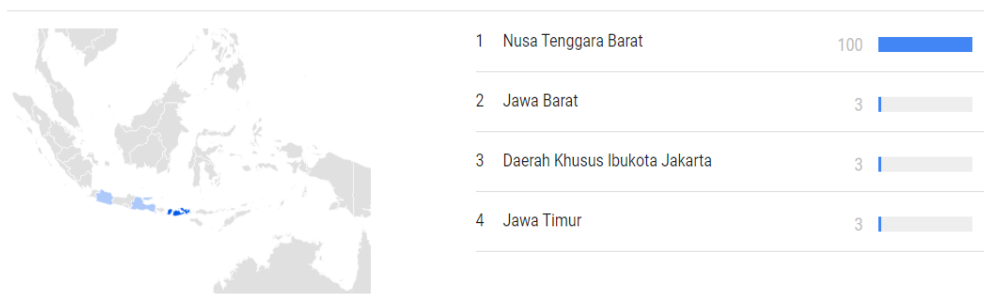 1 Nusa Tenggara Barat 100
2 Jawa Barat 3
3 Daerah Khusus Ibukota Jakarta 3
4 Jawa Timur 3